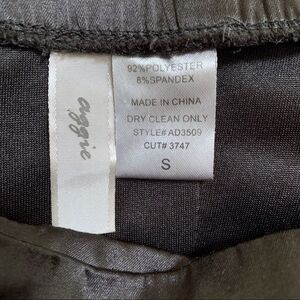 aggie
92%POLYESTER
8%SPANDEX
MADE IN CHINA
DRY CLEAN ONLY
STYLE# AD3509
CUT# 3747
S